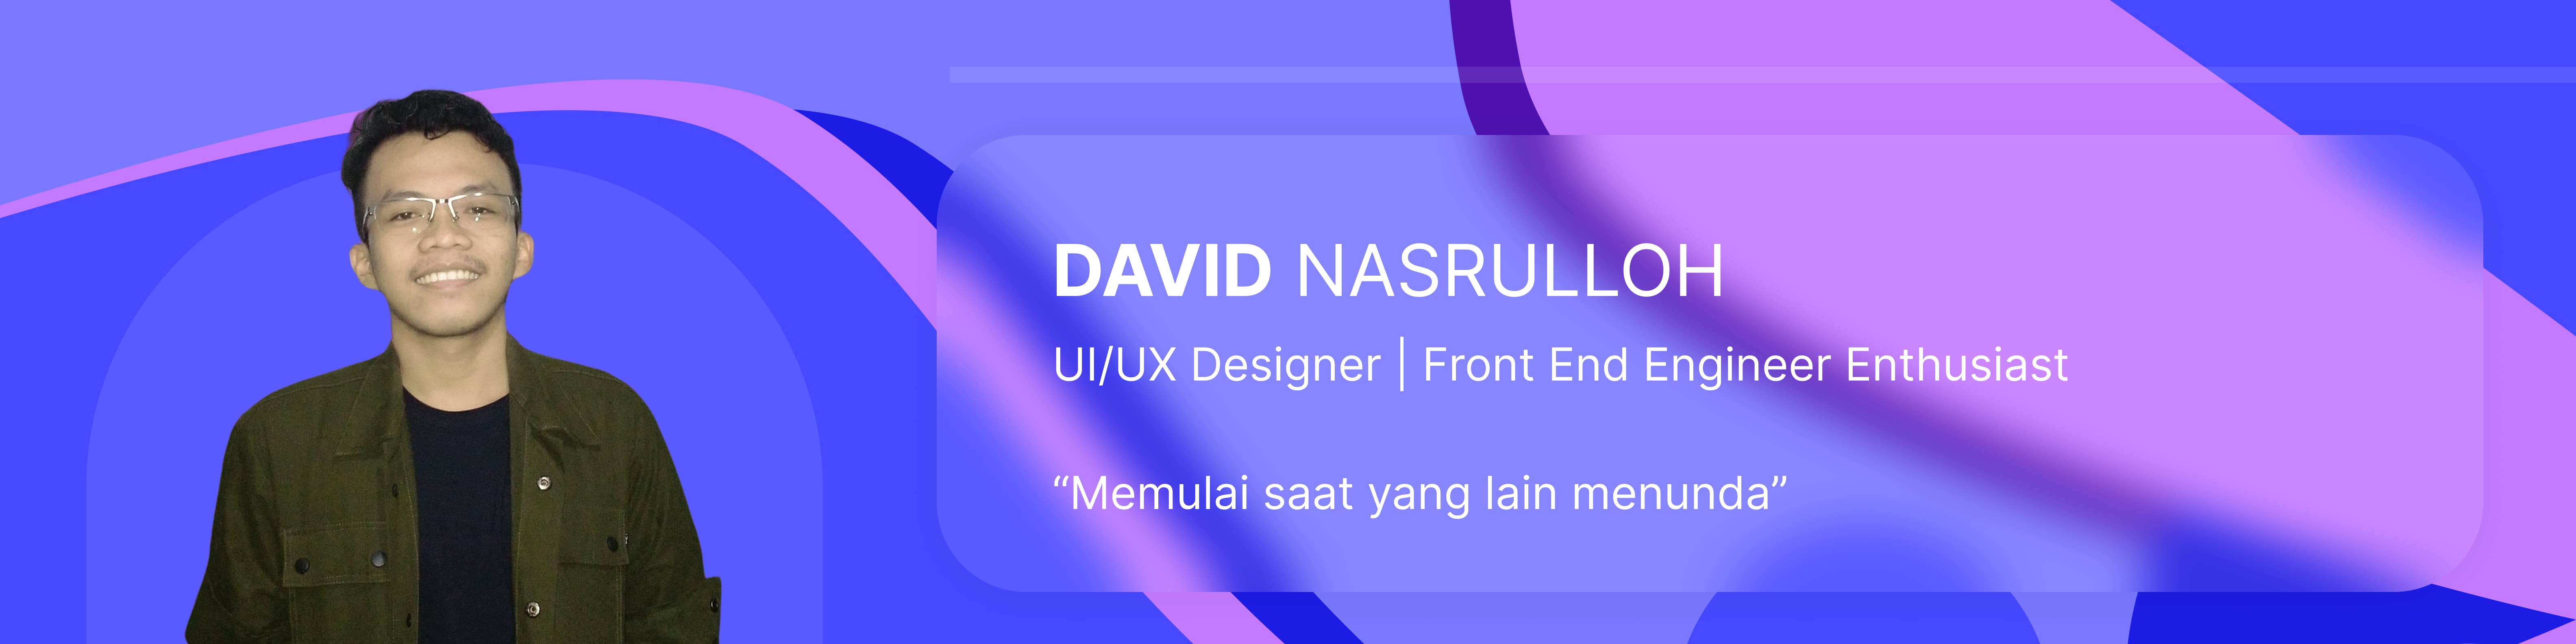 DAVID NASRULLOH
UI/UX Designer | Front End Engineer Enthusiast
“Memulai saat yang lain menunda”